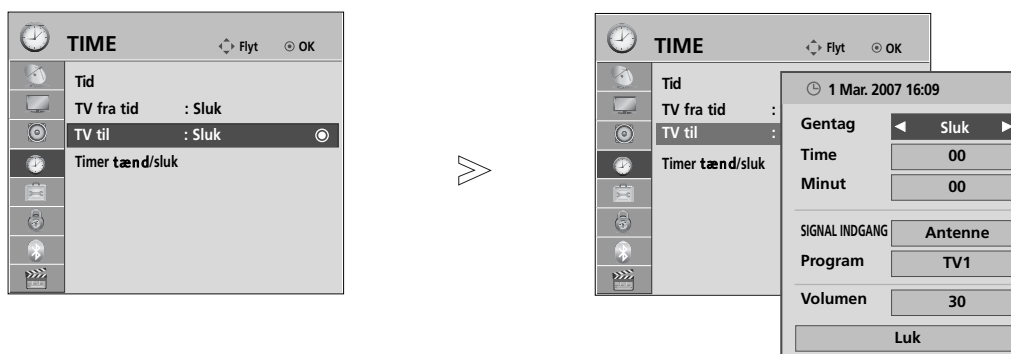 TIME Flyt OK
Tid
TV fra tid : Sluk
TV til : Sluk
Timer tænd/sluk
TIME Flyt OK
Tid
TV fra tid :
TV til :
Timer tænd/sluk
1 Mar. 2007 16:09
Gentag Sluk
Time 00
Minut 00
SIGNAL INDGANG Antenne
Program TV1
Volumen 30
Luk